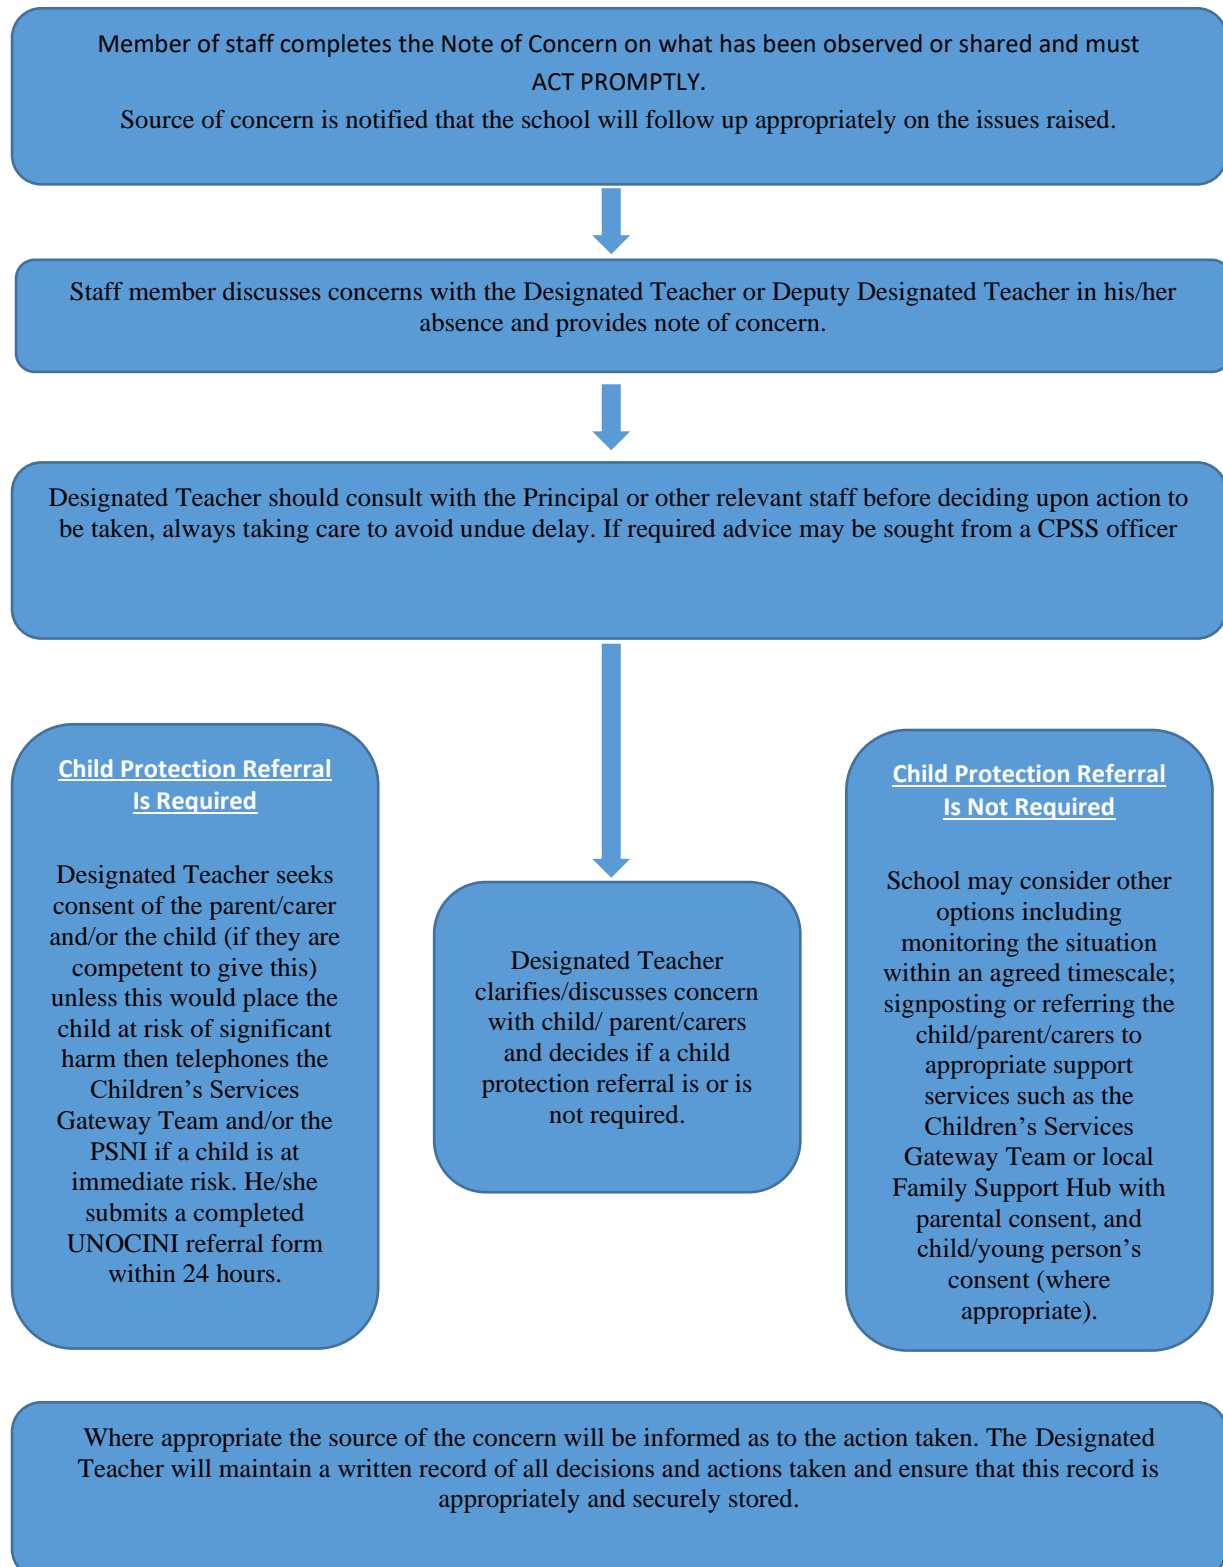 Member of staff completes the Note of Concern on what has been observed or shared and must
ACT PROMPTLY.
Source of concern is notified that the school will follow up appropriately on the issues raised.
Staff member discusses concerns with the Designated Teacher or Deputy Designated Teacher in his/her
absence and provides note of concern.
Designated Teacher should consult with the Principal or other relevant staff before deciding upon action to
be taken, always taking care to avoid undue delay. If required advice may be sought from a CPSS officer
Child Protection Referral
Is Required
Designated Teacher seeks
consent of the parent/carer
and/or the child (if they are
competent to give this)
unless this would place the
child at risk of significant
harm then telephones the
Children’s Services
Gateway Team and/or the
PSNI if a child is at
immediate risk. He/she
submits a completed
UNOCINI referral form
within 24 hours.
Designated Teacher
clarifies/discusses concern
with child/ parent/carers
and decides if a child
protection referral is or is
not required.
Child Protection Referral
Is Not Required
School may consider other
options including
monitoring the situation
within an agreed timescale;
signposting or referring the
child/parent/carers to
appropriate support
services such as the
Children’s Services
Gateway Team or local
Family Support Hub with
parental consent, and
child/young person’s
consent (where
appropriate).
Where appropriate the source of the concern will be informed as to the action taken. The Designated
Teacher will maintain a written record of all decisions and actions taken and ensure that this record is
appropriately and securely stored.